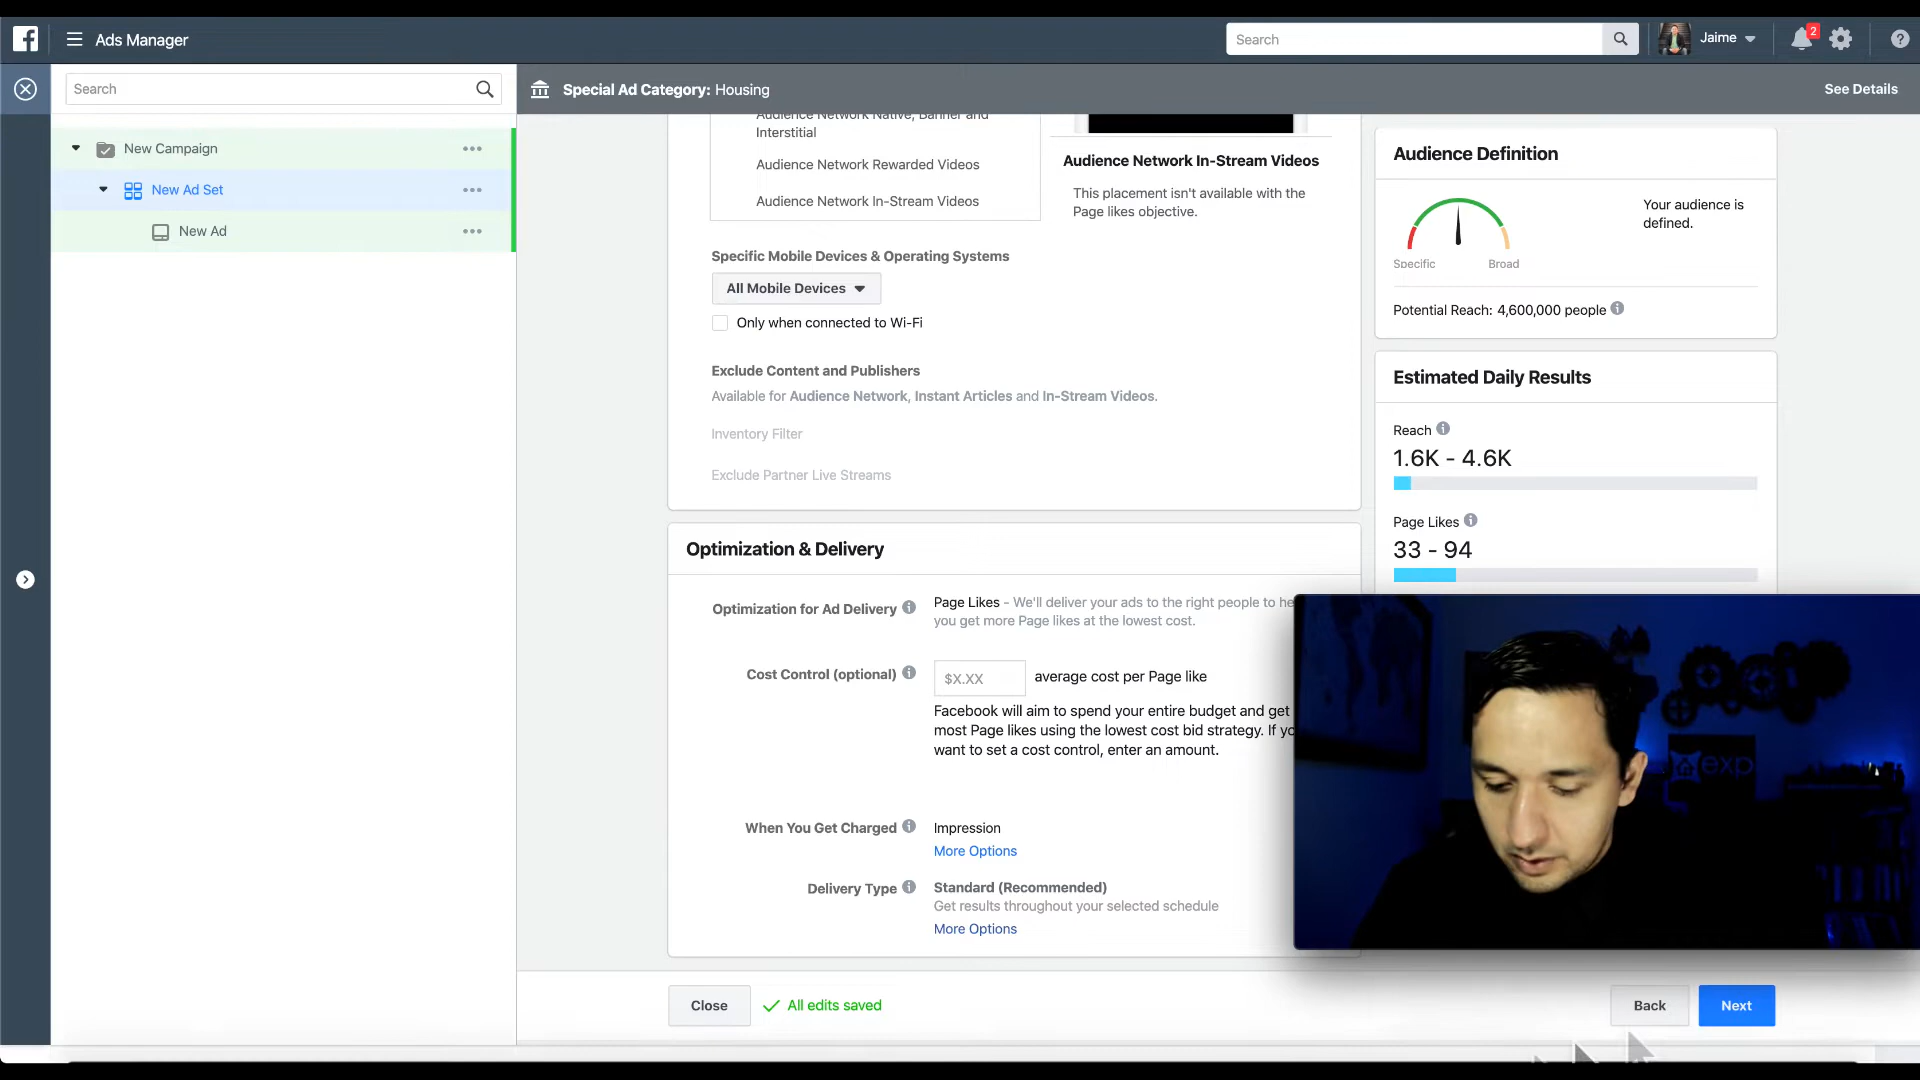 Ads Manager
Search
Jaime
2
Search
Special Ad Category: Housing
See Details
New Campaign
New Ad Set
New Ad
Audience Network Native, Banner and
Interstitial
Audience Network Rewarded Videos
Audience Network In-Stream Videos
Audience Network In-Stream Videos
This placement isn't available with the
Page likes objective.
Specific Mobile Devices & Operating Systems
All Mobile Devices
Only when connected to Wi-Fi
Exclude Content and Publishers
Available for Audience Network, Instant Articles and In-Stream Videos.
Inventory Filter
Exclude Partner Live Streams
Optimization & Delivery
Optimization for Ad Delivery
Page Likes - We'll deliver your ads to the right people to he
you get more Page likes at the lowest cost.
Cost Control (optional)
$X.XX
average cost per Page like
Facebook will aim to spend your entire budget and get
most Page likes using the lowest cost bid strategy. If yo
want to set a cost control, enter an amount.
When You Get Charged
Impression
More Options
Delivery Type
Standard (Recommended)
Get results throughout your selected schedule
More Options
Audience Definition
Your audience is
defined.
Specific
Broad
Potential Reach: 4,600,000 people
Estimated Daily Results
Reach
1.6K - 4.6K
Page Likes
33 - 94
exp
Close
All edits saved
Back
Next